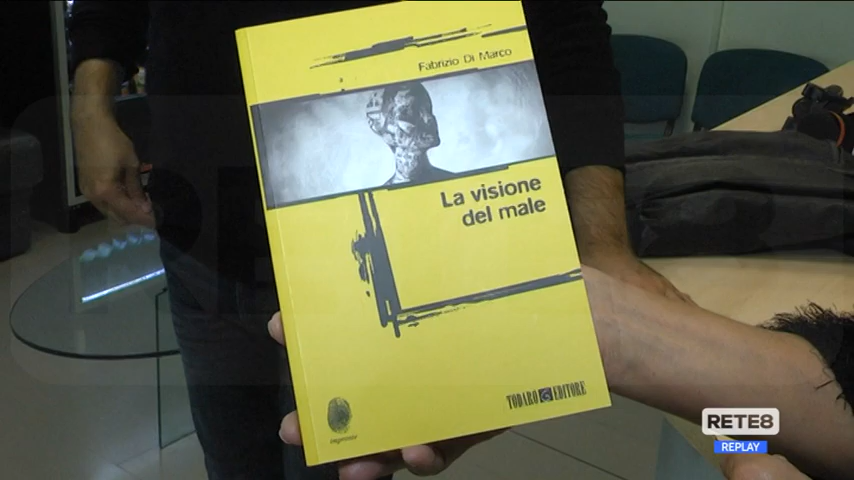 Fabrizio Di Marco
La visione
del male
TODARO EDITORE
RETE8
REPLAY